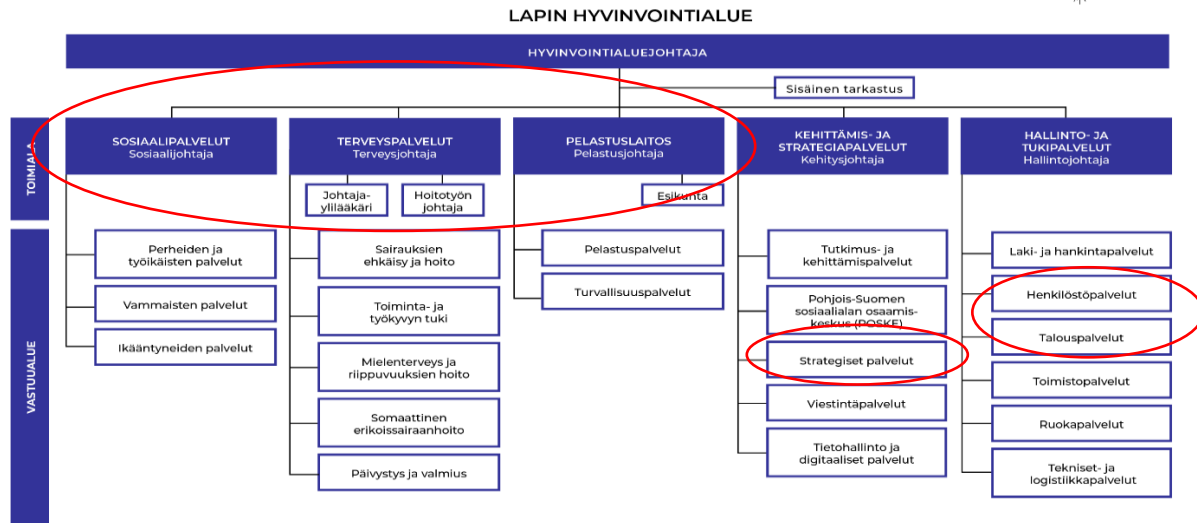 LAPIN HYVINVOINTIALUE
HYVINVOINTIALUEJOHTAJA
Sisäinen tarkastus
TOIMIALA
SOSIAALIPALVELUT
Sosiaalijohtaja
TERVEYSPALVELUT
Terveysjohtaja
PELASTUSLAITOS
Pelastusjohtaja
KEHITTÄMIS- JA
STRATEGIAPALVELUT
Kehitysjohtaja
HALLINTO- JA
TUKIPALVELUT
Hallintojohtaja
Johtaja-
ylilääkäri
Hoitotyön
johtaja
Esikunta
VASTUUALUE
Perheiden ja
työikäisten palvelut
Vammaisten palvelut
Ikääntyneiden palvelut
Sairauksien
ehkäisy ja hoito
Toiminta- ja
työkyvyn tuki
Mielenterveys ja
riippuvuuksien hoito
Somaattinen
erikoissairaanhoito
Päivystys ja valmius
Pelastuspalvelut
Turvallisuuspalvelut
Tutkimus- ja
kehittämispalvelut
Pohjois-Suomen
sosiaalialan osaamis-
keskus (POSKE)
Strategiset palvelut
Viestintäpalvelut
Tietohallinto ja
digitaaliset palvelut
Laki- ja hankintapalvelut
Henkilöstöpalvelut
Talouspalvelut
Toimistopalvelut
Ruokapalvelut
Tekniset- ja
logistiikkapalvelut